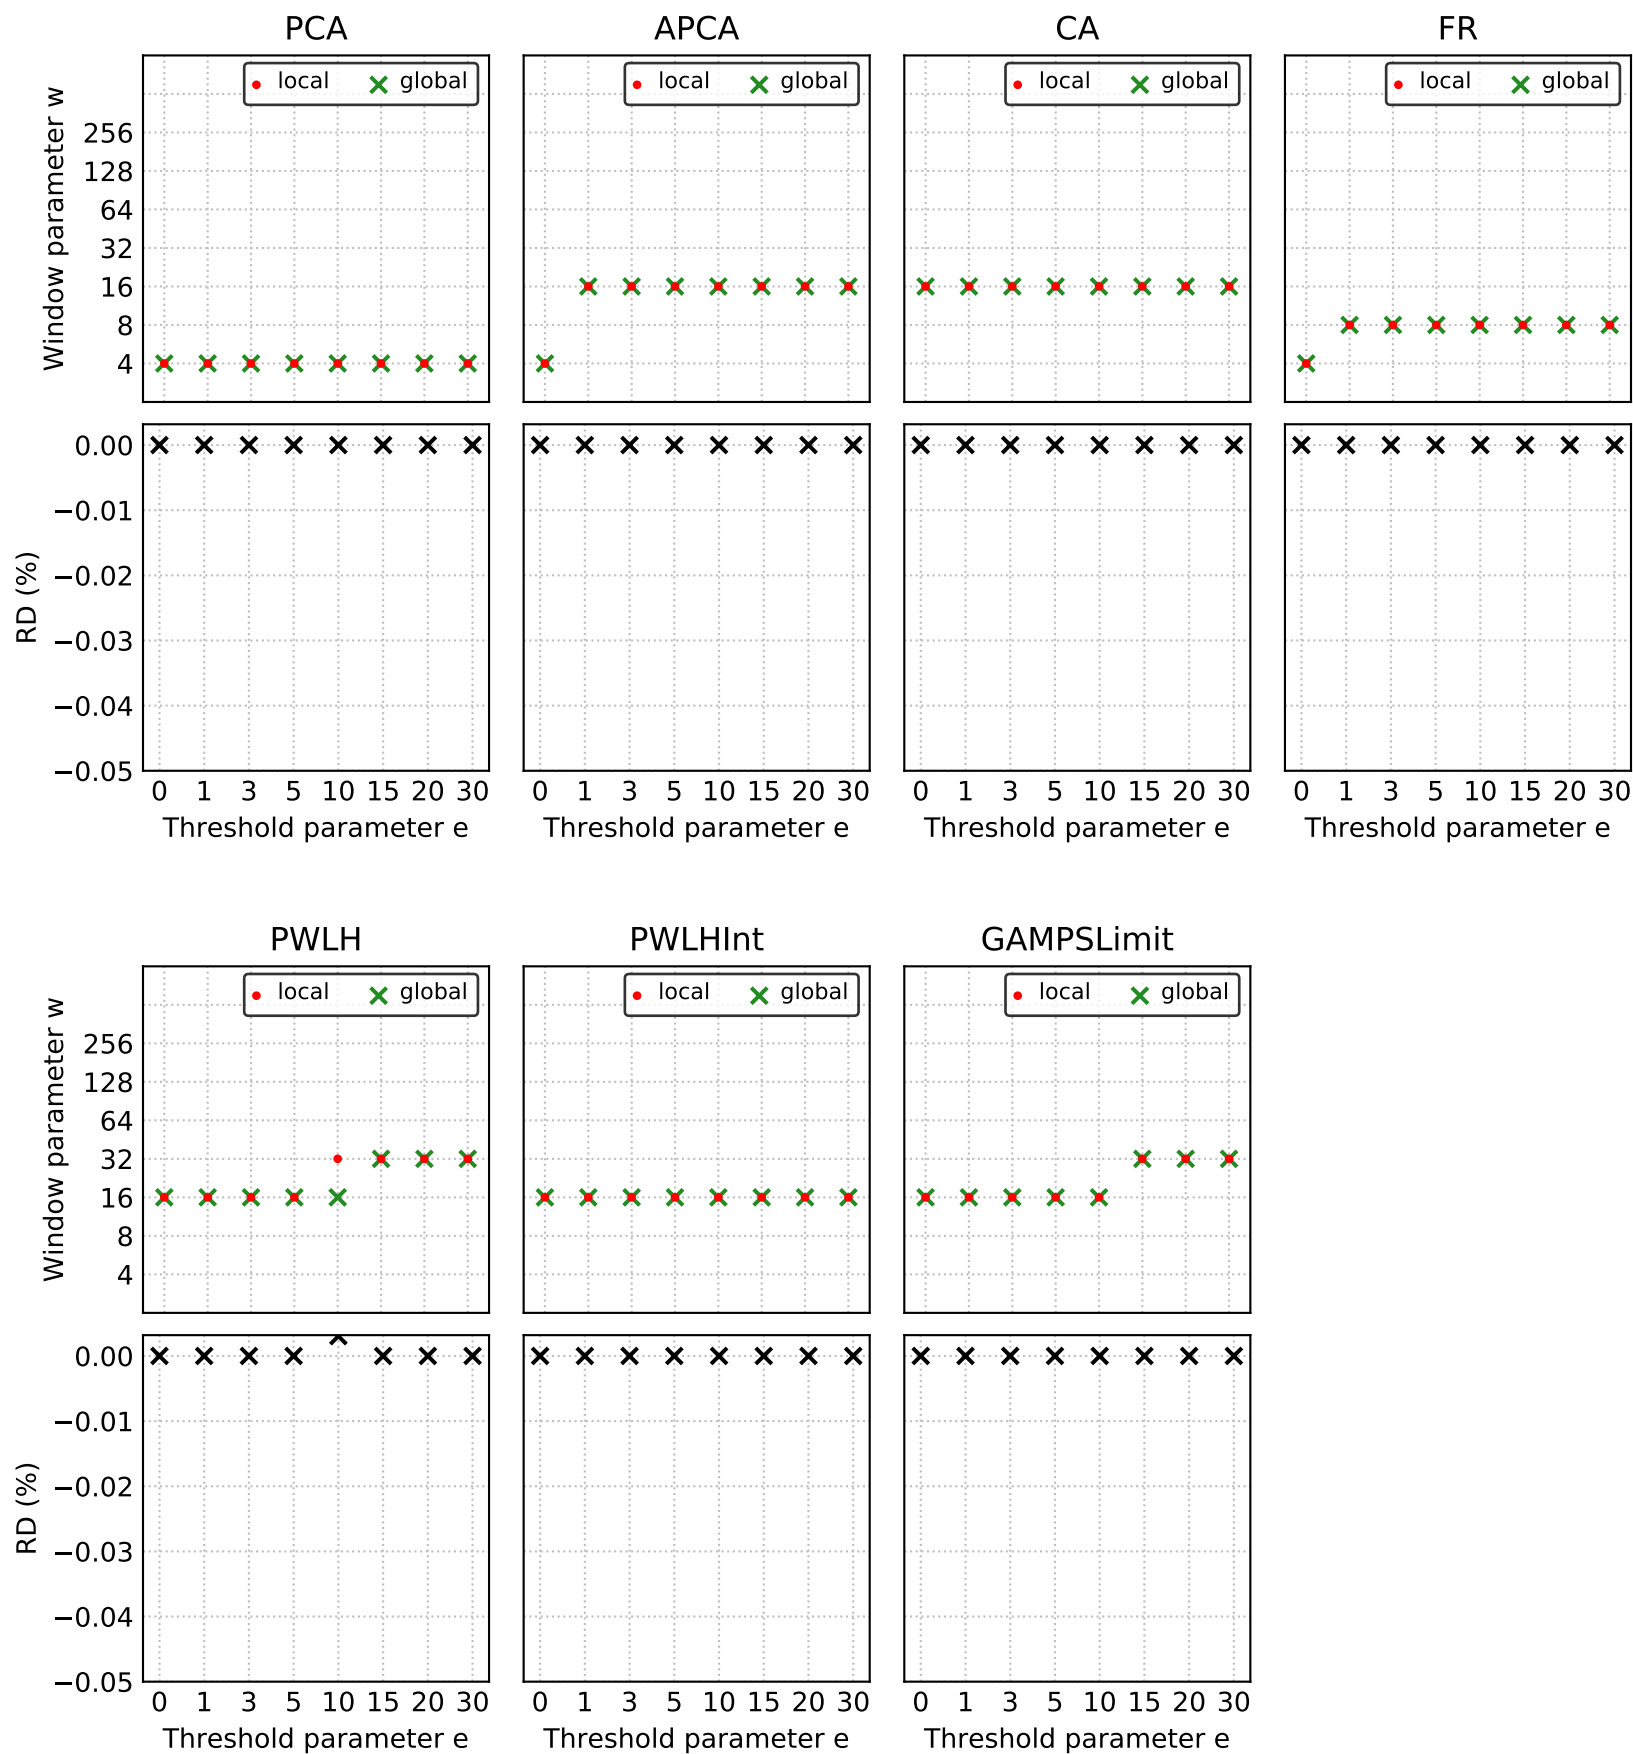 PCA APCA CA FR
local global local global local global local global
Window parameter w
256
128
64
32
16
8
4
RD (%)
0.00
−0.01
−0.02
−0.03
−0.04
−0.05
0 1 3 5 10 15 20 30 0 1 3 5 10 15 20 30 0 1 3 5 10 15 20 30 0 1 3 5 10 15 20 30
Threshold parameter e Threshold parameter e Threshold parameter e Threshold parameter e
PWLH PWLHInt GAMPSLimit
local global local global local global
Window parameter w
256
128
64
32
16
8
4
RD (%)
0.00
−0.01
−0.02
−0.03
−0.04
−0.05
0 1 3 5 10 15 20 30 0 1 3 5 10 15 20 30 0 1 3 5 10 15 20 30
Threshold parameter e Threshold parameter e Threshold parameter e